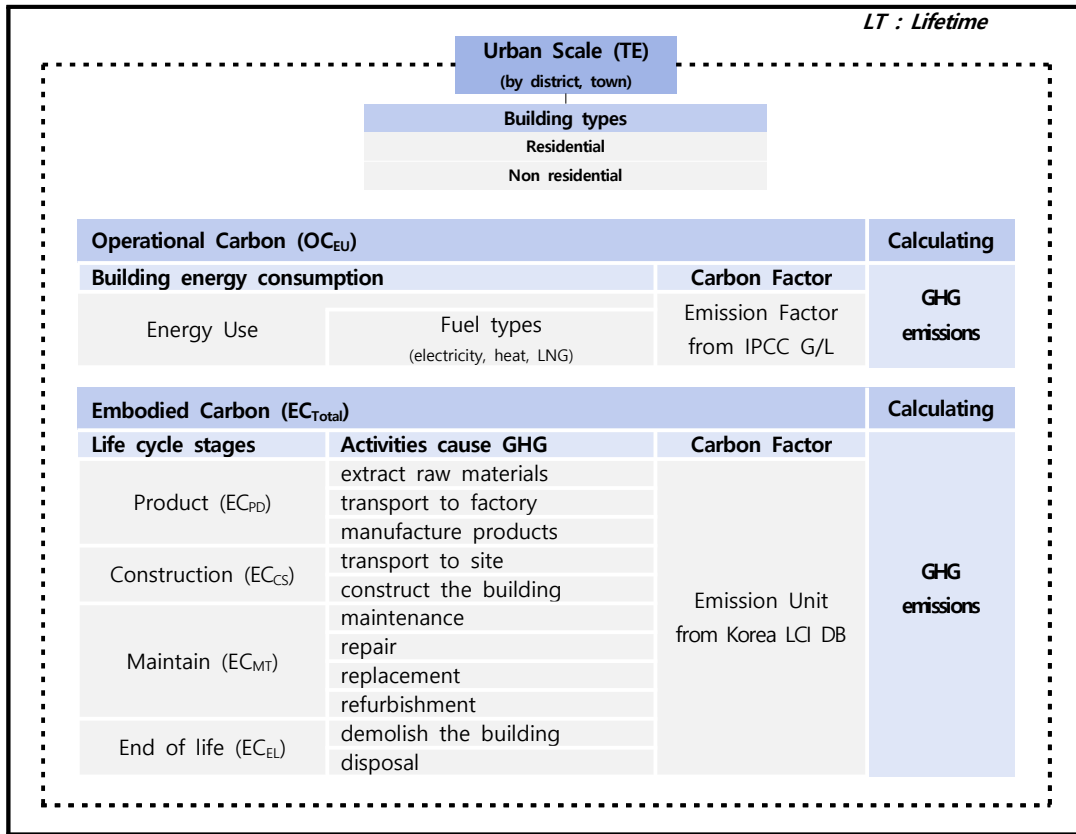 LT : Lifetime
Urban Scale (TE)
(by district, town)
Building types
Residential
Non residential
Operational Carbon (OCEU)
Calculating
Building energy consumption
Carbon Factor
GHG
emissions
Energy Use
Fuel types
(electricity, heat, LNG)
Emission Factor
from IPCC G/L
Embodied Carbon (ECTotal)
Calculating
Life cycle stages
Activities cause GHG
Carbon Factor
Product (ECPD)
extract raw materials
transport to factory
manufacture products
Construction (ECCS)
transport to site
construct the building
Maintain (ECMT)
maintenance
repair
replacement
refurbishment
End of life (ECEL)
demolish the building
disposal
Emission Unit
from Korea LCI DB
GHG
emissions